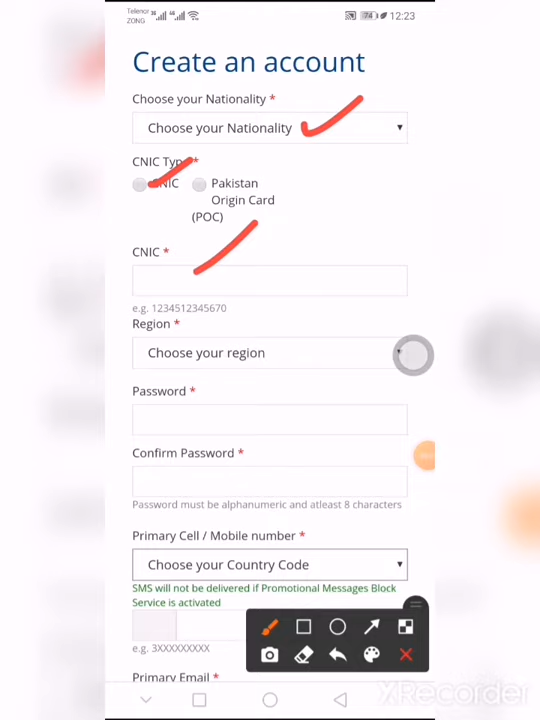 Telenor
ZONG
12:23
Create an account
Choose your Nationality *
Choose your Nationality
CNIC Type *
CNIC
Pakistan
Origin Card
(POC)
CNIC *
e.g. 1234512345670
Region *
Choose your region
Password *
Confirm Password *
Password must be alphanumeric and atleast 8 characters
Primary Cell / Mobile number *
Choose your Country Code
SMS will not be delivered if Promotional Messages Block
Service is activated
e.g. 3XXXXXXXXX
Primary Email *
XRecorder